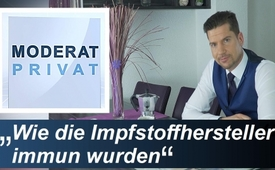 MODERAT
PRIVAT
„Wie die Impfstoffhersteller
immun wurden“